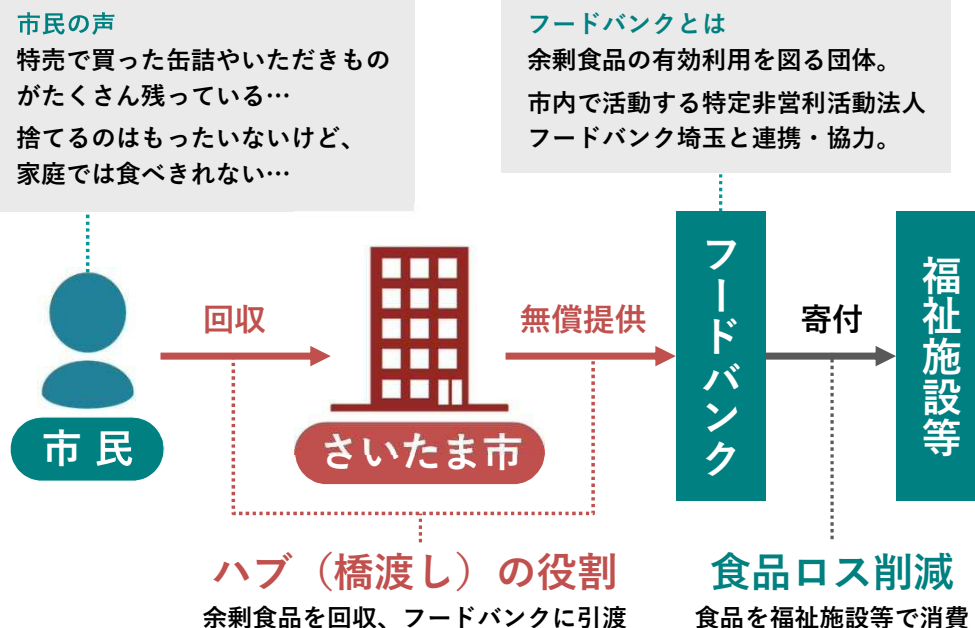 市民の声
特売で買った缶詰やいただきもの
がたくさん残っている…
捨てるのはもったいないけど、
家庭では食べきれない…
フードバンクとは
余剰食品の有効利用を図る団体。
市内で活動する特定非営利活動法人
フードバンク埼玉と連携・協力。
市民
回収
さいたま市
無償提供
フードバンク
寄付
福祉施設等
ハブ（橋渡し）の役割
余剰食品を回収、フードバンクに引渡
食品ロス削減
食品を福祉施設等で消費